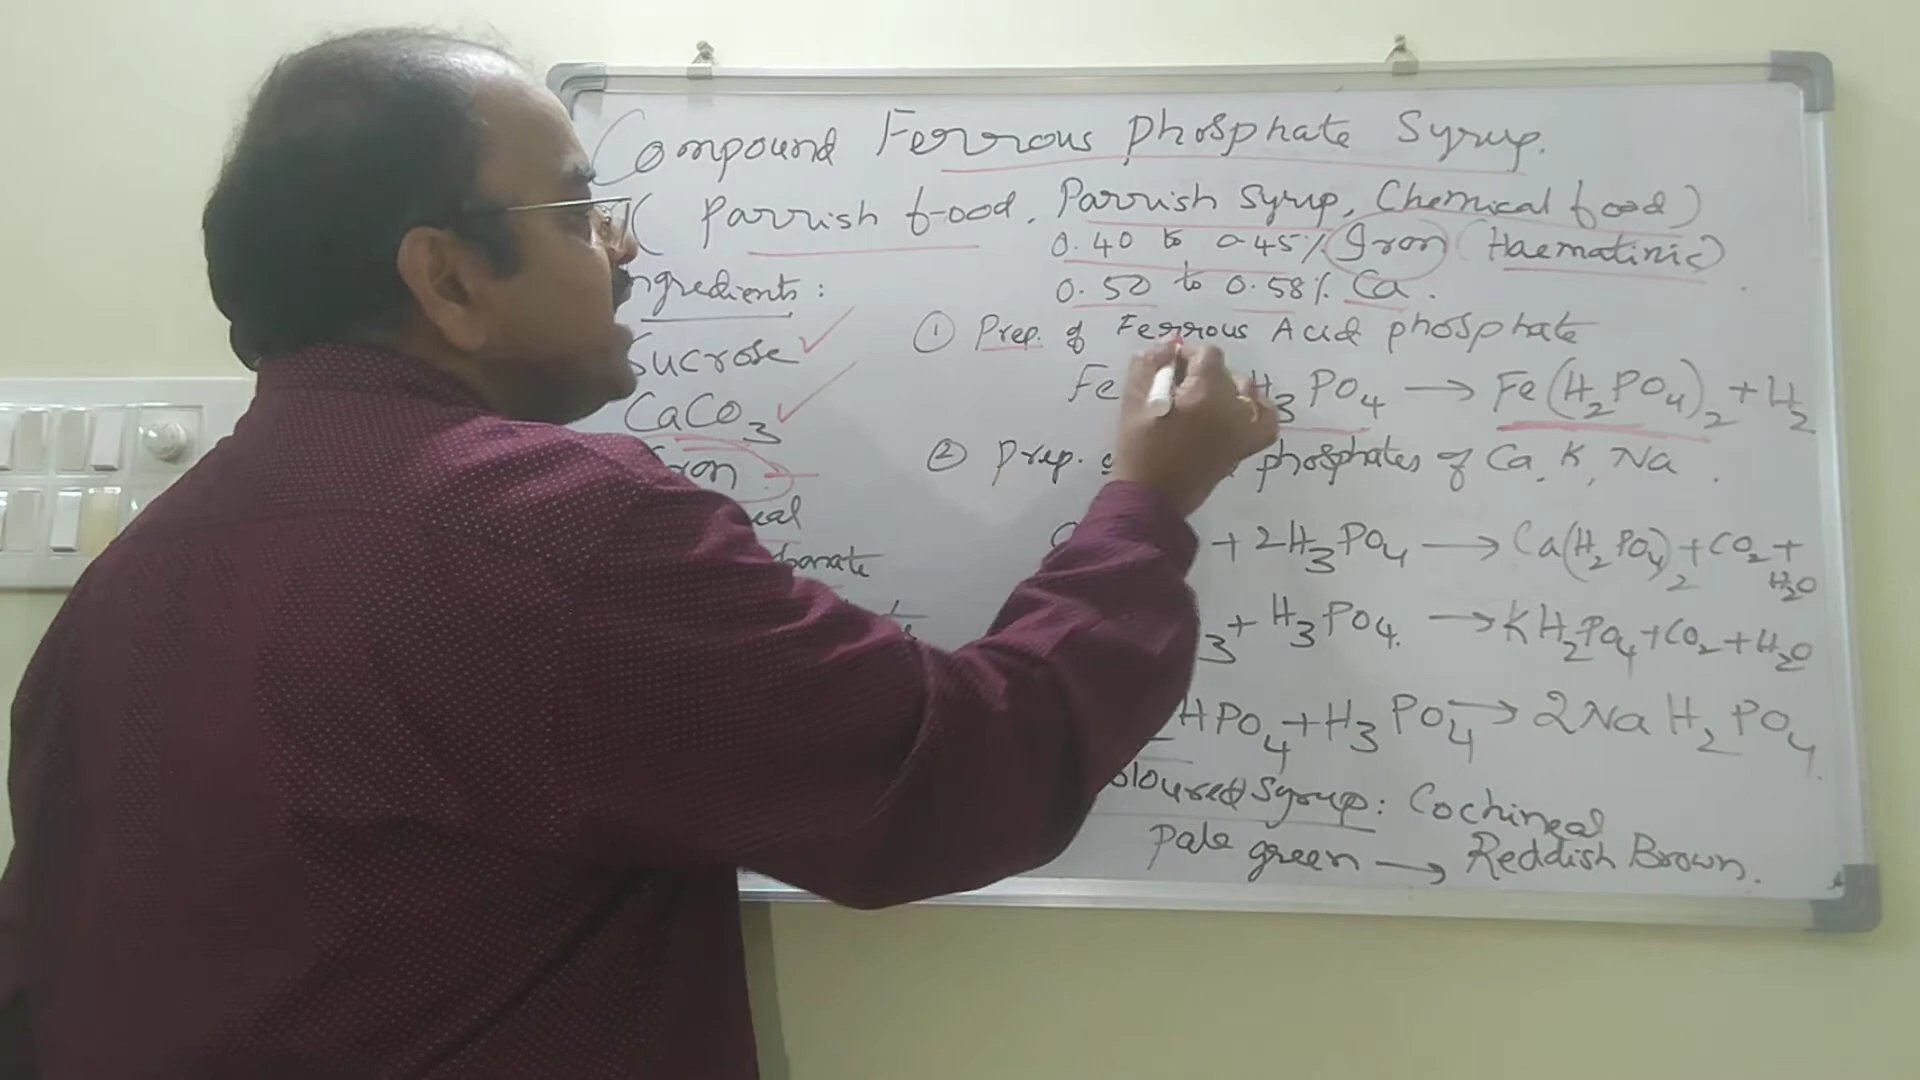 Compound Ferrous phosphate Syrup.
( Parrish food, Parrish Syrup, Chemical food)
0.40 to 0.45% Iron (Haematinic)
0.50 to 0.58% Ca.
ngredients:
Sucrose
CaCO3
Iron
① Prep. of Ferrous Acid phosphate
Fe H3PO4 → Fe(H2PO4)2 + H2
② Prep. phosphates of Ca, K, Na.
+ 2H3PO4 → Ca(H2PO4)2 + CO2 + H2O
3 + H3PO4. → KH2PO4 + CO2 + H2O
HPO4 + H3PO4 → 2NaH2PO4
oloured Syrup: Cochineal
Pale green → Reddish Brown.